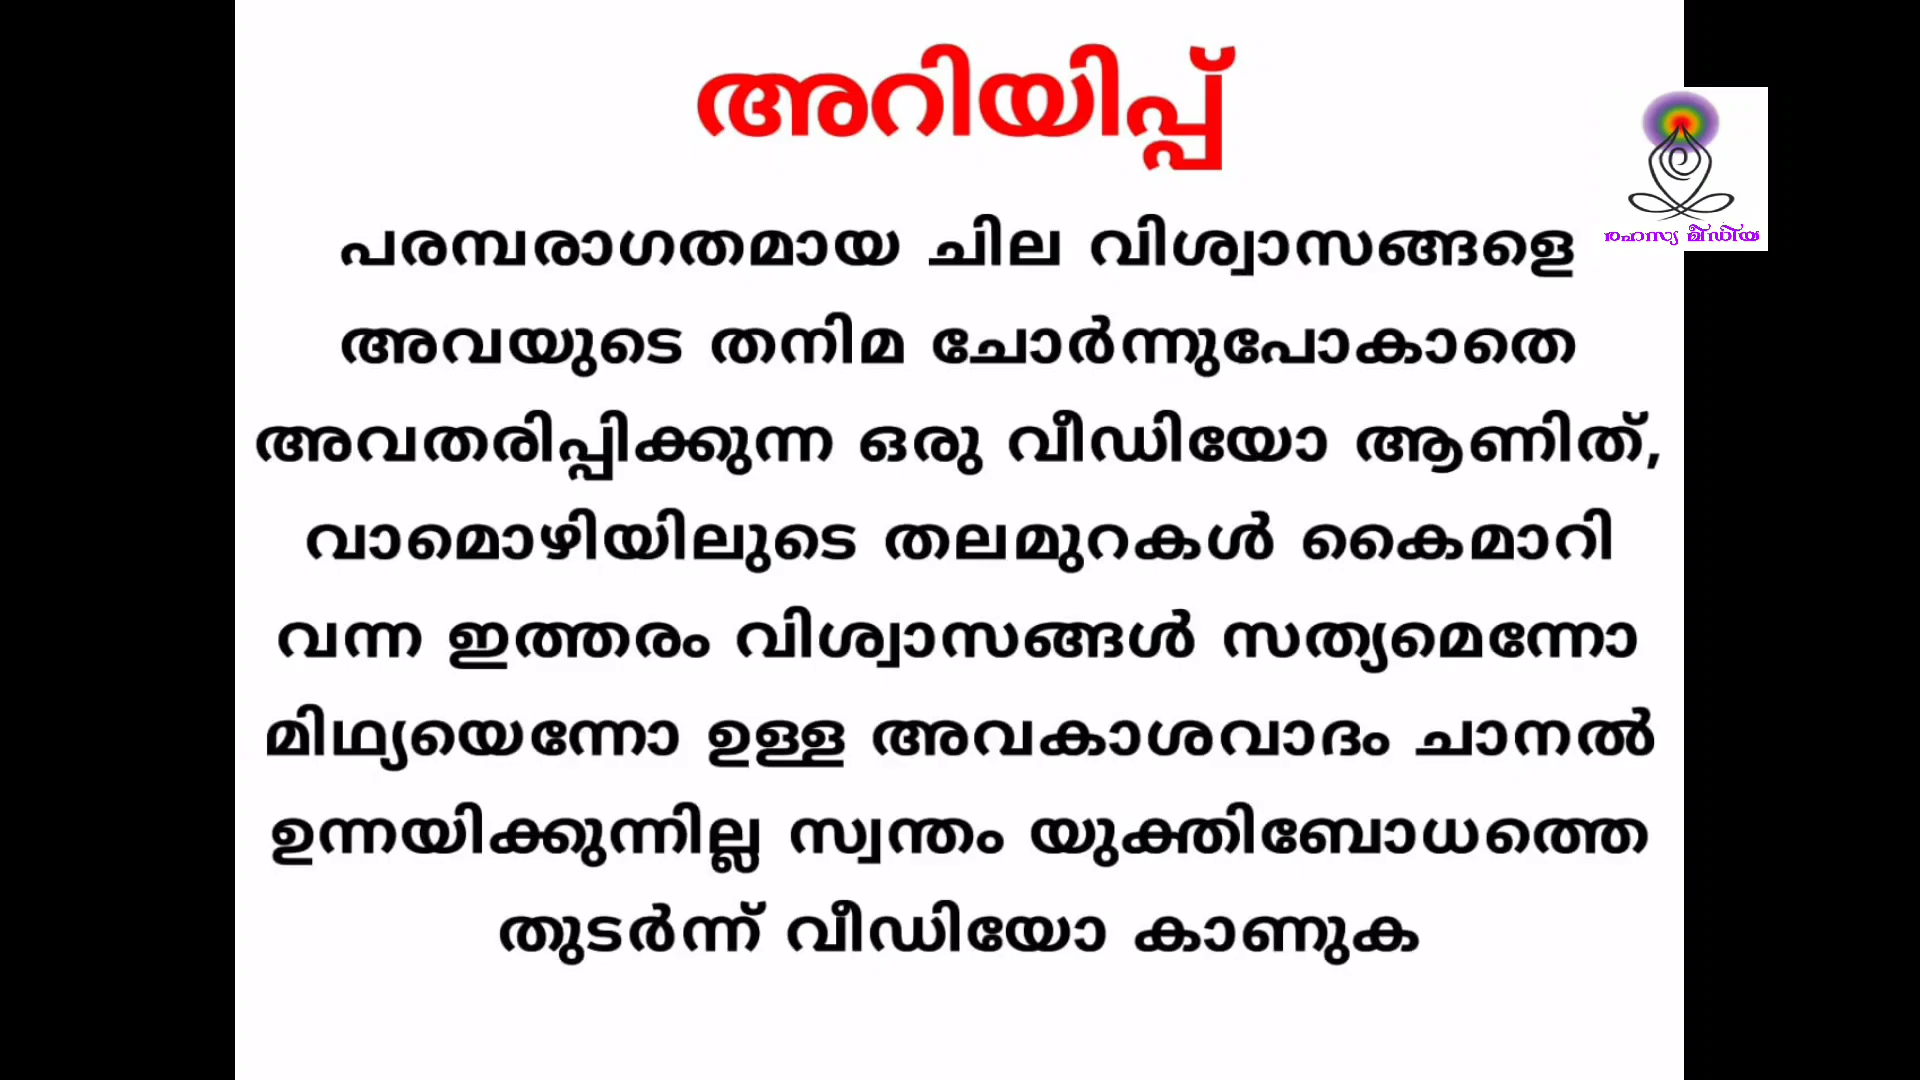 അറിയിപ്പ്
രഹസ്യ മീഡിയ
പരമ്പരാഗതമായ ചില വിശ്വാസങ്ങളെ
അവയുടെ തനിമ ചോർന്നുപോകാതെ
അവതരിപ്പിക്കുന്ന ഒരു വീഡിയോ ആണിത്,
വാമൊഴിയിലുടെ തലമുറകൾ കൈമാറി
വന്ന ഇത്തരം വിശ്വാസങ്ങൾ സത്യമെന്നോ
മിഥ്യയെന്നോ ഉള്ള അവകാശവാദം ചാനൽ
ഉന്നയിക്കുന്നില്ല സ്വന്തം യുക്തിബോധത്തെ
തുടർന്ന് വീഡിയോ കാണുക